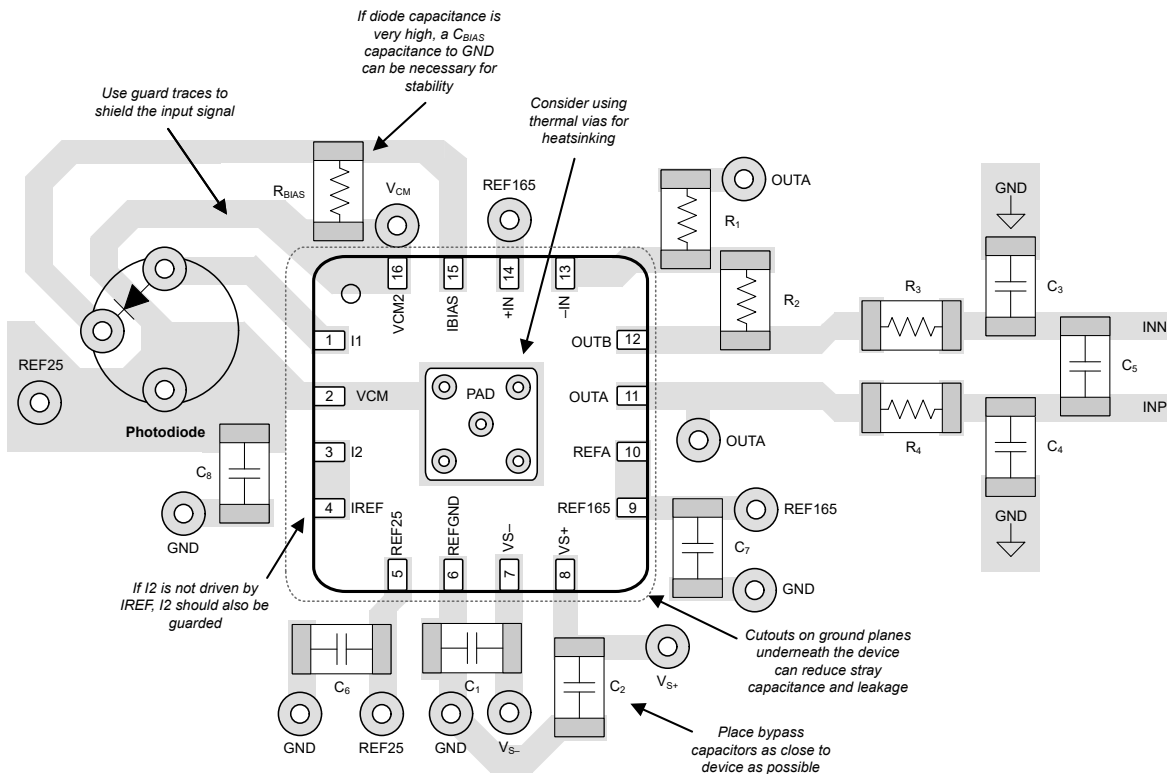 If diode capacitance is
very high, a CBIAS
capacitance to GND
can be necessary for
stability
Use guard traces to
shield the input signal
Consider using
thermal vias for
heatsinking
RBIAS
VCM
REF165
OUTA
R1
R2
GND
C3
R3
INN
C5
INP
R4
C4
GND
OUTA
16
15
14
13
VCM2
IBIAS
+IN
–IN
1
I1
2
VCM
3
I2
4
IREF
PAD
OUTB
12
OUTA
11
REFA
10
REF165
9
REF25
REFGND
VS–
VS+
5
6
7
8
REF25
Photodiode
C8
GND
REF165
C7
GND
If I2 is not driven by
IREF, I2 should also be
guarded
C6
C1
C2
VS+
GND
REF25
GND
VS–
Cutouts on ground planes
underneath the device
can reduce stray
capacitance and leakage
Place bypass
capacitors as close to
device as possible